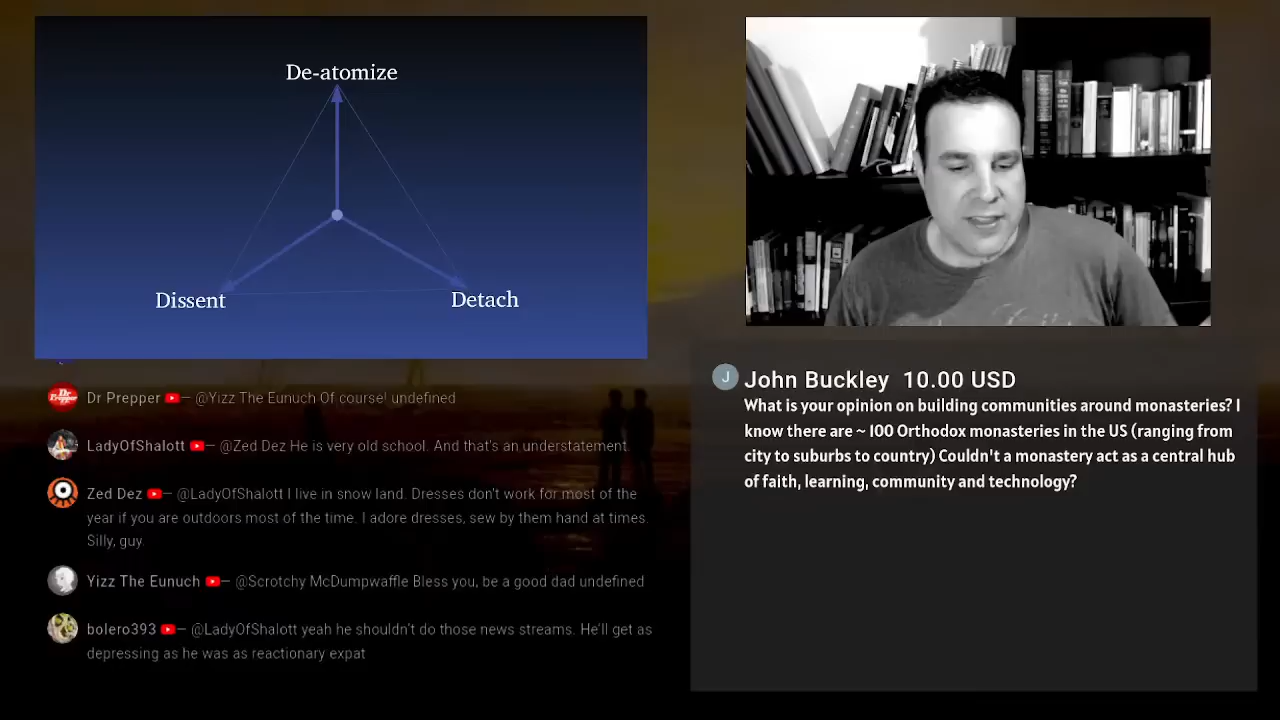 De-atomize
Dissent
Detach
Dr Prepper — @Yizz The Eunuch Of course! undefined
LadyOfShalott — @Zed Dez He is very old school. And that's an understatement.
Zed Dez — @LadyOfShalott I live in snow land. Dresses don't work for most of the
year if you are outdoors most of the time. I adore dresses, sew by them hand at times.
Silly, guy.
Yizz The Eunuch — @Scrotchy McDumpwaffle Bless you, be a good dad undefined
bolero393 — @LadyOfShalott yeah he shouldn't do those news streams. He'll get as
depressing as he was as reactionary expat
J John Buckley 10.00 USD
What is your opinion on building communities around monasteries? I
know there are ~ 100 Orthodox monasteries in the US (ranging from
city to suburbs to country) Couldn't a monastery act as a central hub
of faith, learning, community and technology?